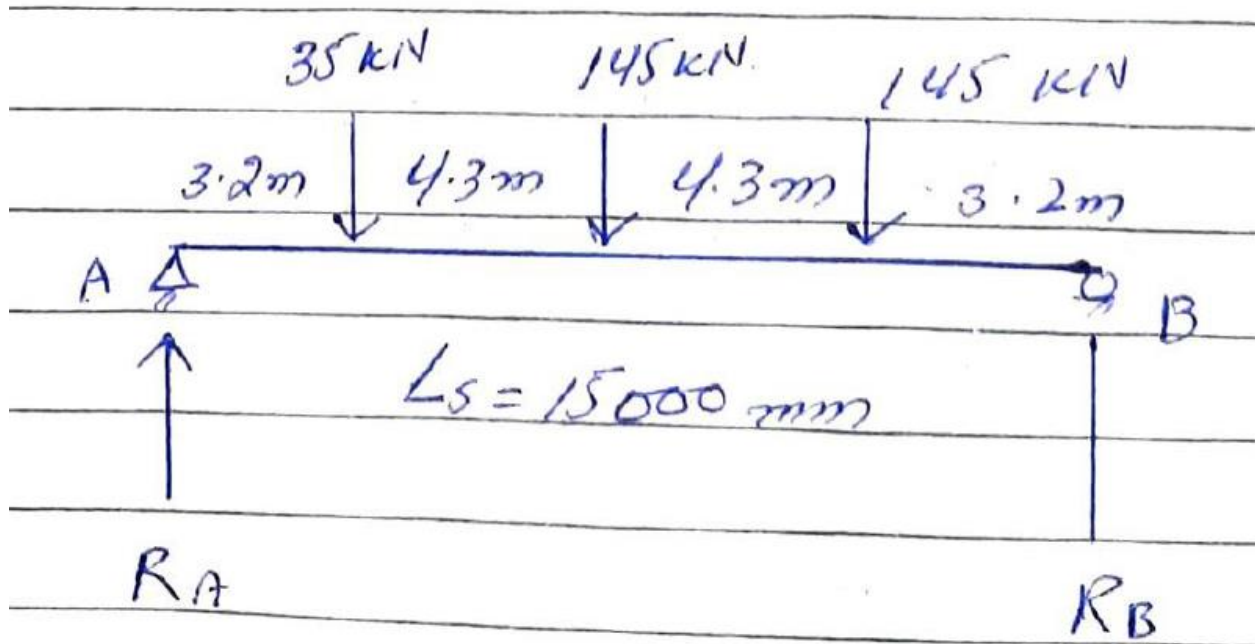 35 kN 145 kN. 145 kN
3.2m 4.3m 4.3m 3.2m
A B
Ls = 15000 mm
RA RB